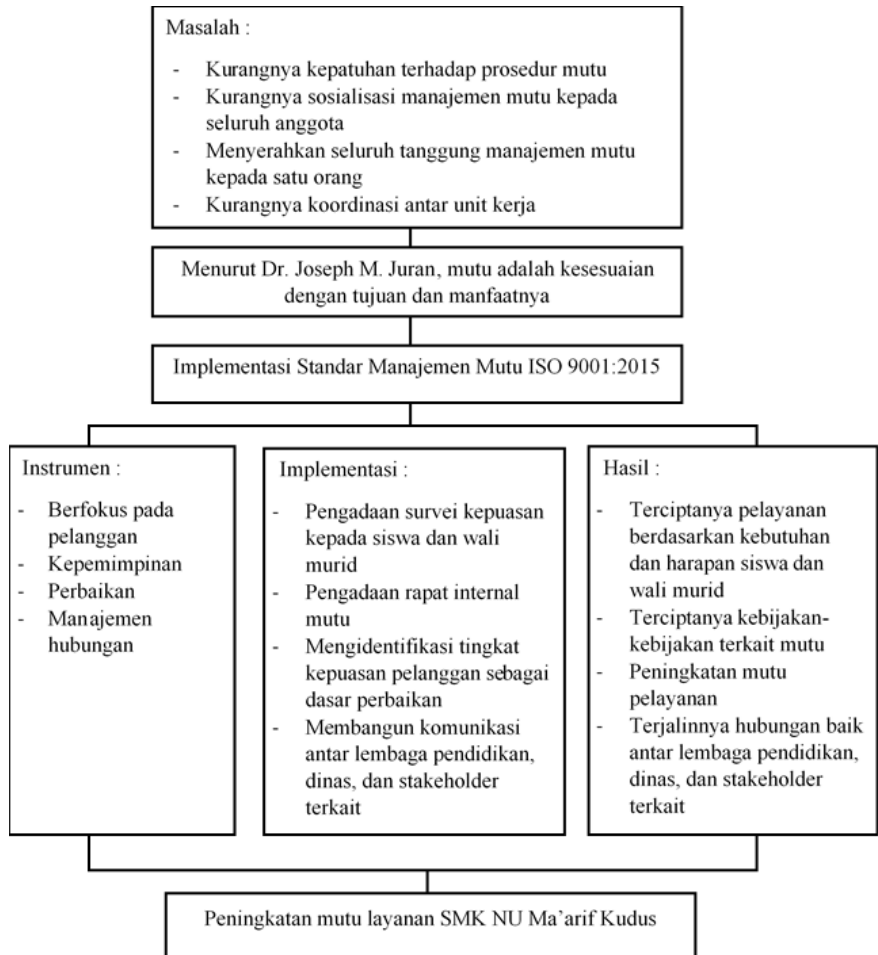 Masalah :
- Kurangnya kepatuhan terhadap prosedur mutu
- Kurangnya sosialisasi manajemen mutu kepada
seluruh anggota
- Menyerahkan seluruh tanggung manajemen mutu
kepada satu orang
- Kurangnya koordinasi antar unit kerja
Menurut Dr. Joseph M. Juran, mutu adalah kesesuaian
dengan tujuan dan manfaatnya
Implementasi Standar Manajemen Mutu ISO 9001:2015
Instrumen :
- Berfokus pada
pelanggan
- Kepemimpinan
- Perbaikan
- Manajemen
hubungan
Implementasi :
- Pengadaan survei kepuasan
kepada siswa dan wali
murid
- Pengadaan rapat internal
mutu
- Mengidentifikasi tingkat
kepuasan pelanggan sebagai
dasar perbaikan
- Membangun komunikasi
antar lembaga pendidikan,
dinas, dan stakeholder
terkait
Hasil :
- Terciptanya pelayanan
berdasarkan kebutuhan
dan harapan siswa dan
wali murid
- Terciptanya kebijakan-
kebijakan terkait mutu
- Peningkatan mutu
pelayanan
- Terjalinnya hubungan baik
antar lembaga pendidikan,
dinas, dan stakeholder
terkait
Peningkatan mutu layanan SMK NU Ma’arif Kudus